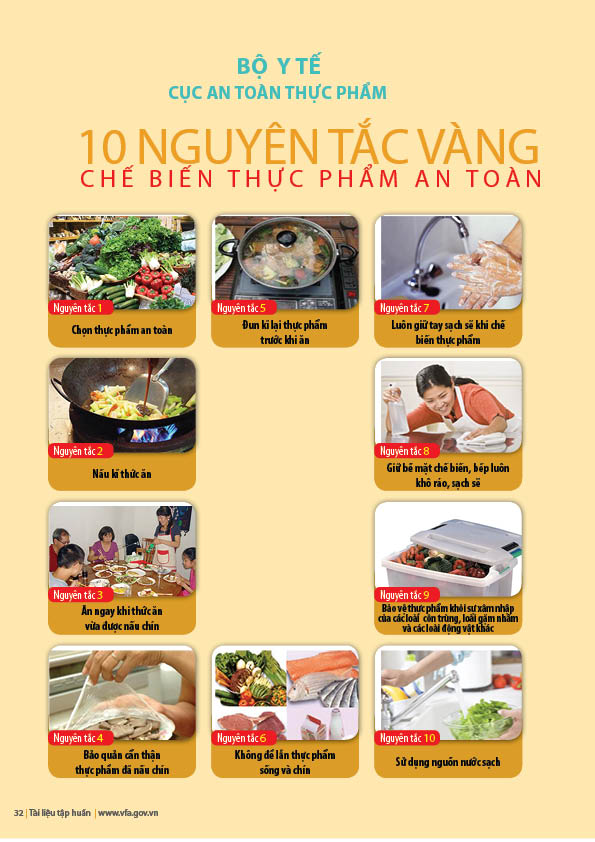 BỘ Y TẾ
CỤC AN TOÀN THỰC PHẨM
10 NGUYÊN TẮC VÀNG
CHẾ BIẾN THỰC PHẨM AN TOÀN
Nguyên tắc 1
Chọn thực phẩm an toàn
Nguyên tắc 2
Nấu kĩ thức ăn
Nguyên tắc 3
Ăn ngay khi thức ăn
vừa được nấu chín
Nguyên tắc 4
Bảo quản cẩn thận
thực phẩm đã nấu chín
Nguyên tắc 5
Đun kĩ lại thực phẩm
trước khi ăn
Nguyên tắc 6
Không để lẫn thực phẩm
sống và chín
Nguyên tắc 7
Luôn giữ tay sạch sẽ khi chế
biến thực phẩm
Nguyên tắc 8
Giữ bề mặt chế biến, bếp luôn
khô ráo, sạch sẽ
Nguyên tắc 9
Bảo vệ thực phẩm khỏi sự xâm nhập
của các loài côn trùng, loài gặm nhấm
và các loài động vật khác
Nguyên tắc 10
Sử dụng nguồn nước sạch
32 | Tài liệu tập huấn | www.vfa.gov.vn